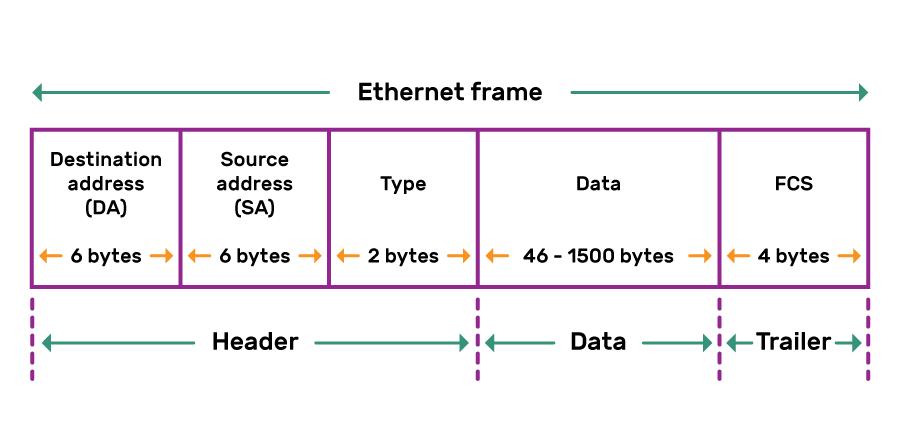 Ethernet frame
Destination
address
(DA)
Source
address
(SA)
Type
Data
FCS
6 bytes
6 bytes
2 bytes
46 - 1500 bytes
4 bytes
Header
Data
Trailer